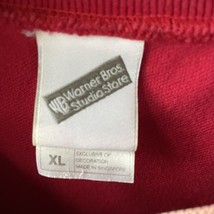 WB Warner Bros.
Studio Store
XL
EXCLUSIVE OF
DECORATION
MADE IN SINGAPORE